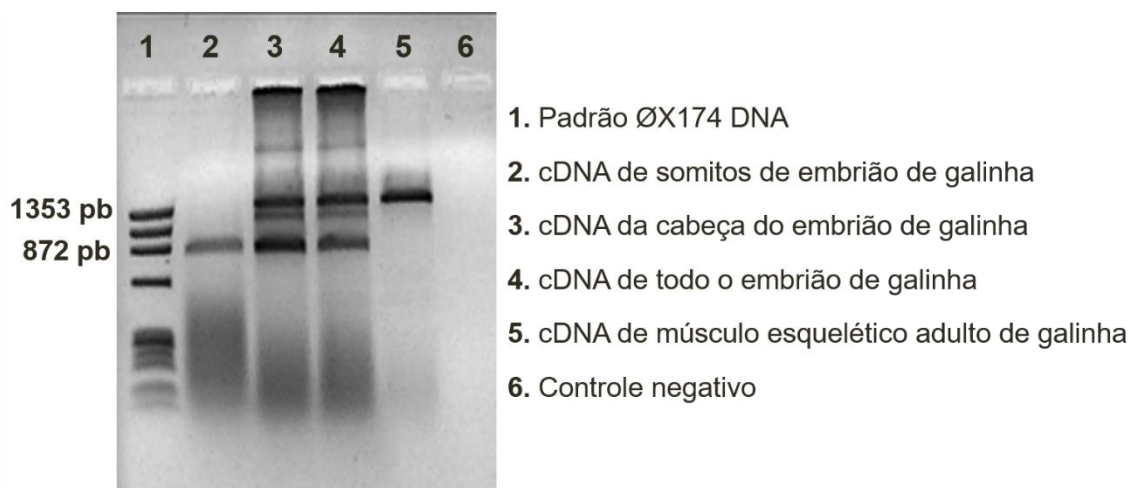 1 2 3 4 5 6
1353 pb
872 pb
1. Padrão ØX174 DNA
2. cDNA de somitos de embrião de galinha
3. cDNA da cabeça do embrião de galinha
4. cDNA de todo o embrião de galinha
5. cDNA de músculo esquelético adulto de galinha
6. Controle negativo